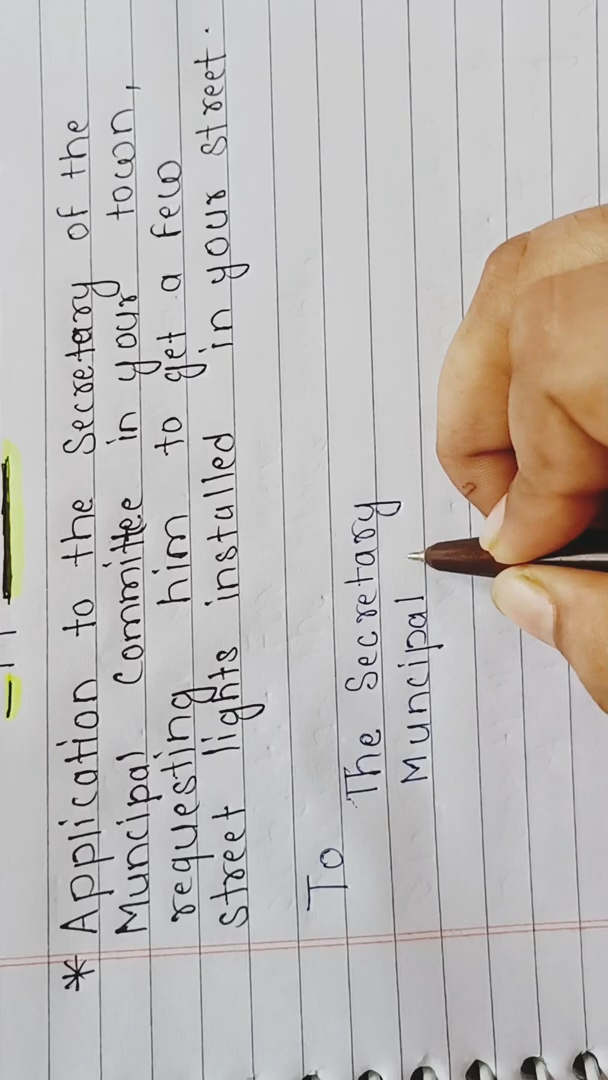 * Application to the Secretary of the
Muncipal Committee in your town,
requesting him to get a few
street lights installed in your street.
To
The Secretary
Muncipal